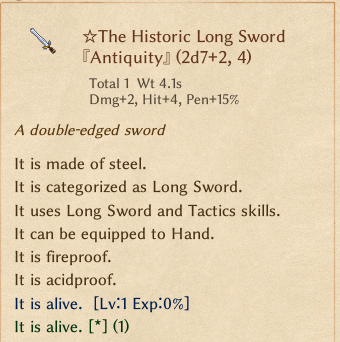 ☆The Historic Long Sword
『Antiquity』 (2d7+2, 4)
Total 1 Wt 4.1s
Dmg+2, Hit+4, Pen+15%
A double-edged sword
It is made of steel.
It is categorized as Long Sword.
It uses Long Sword and Tactics skills.
It can be equipped to Hand.
It is fireproof.
It is acidproof.
It is alive. [Lv:1 Exp:0%]
It is alive. [*] (1)